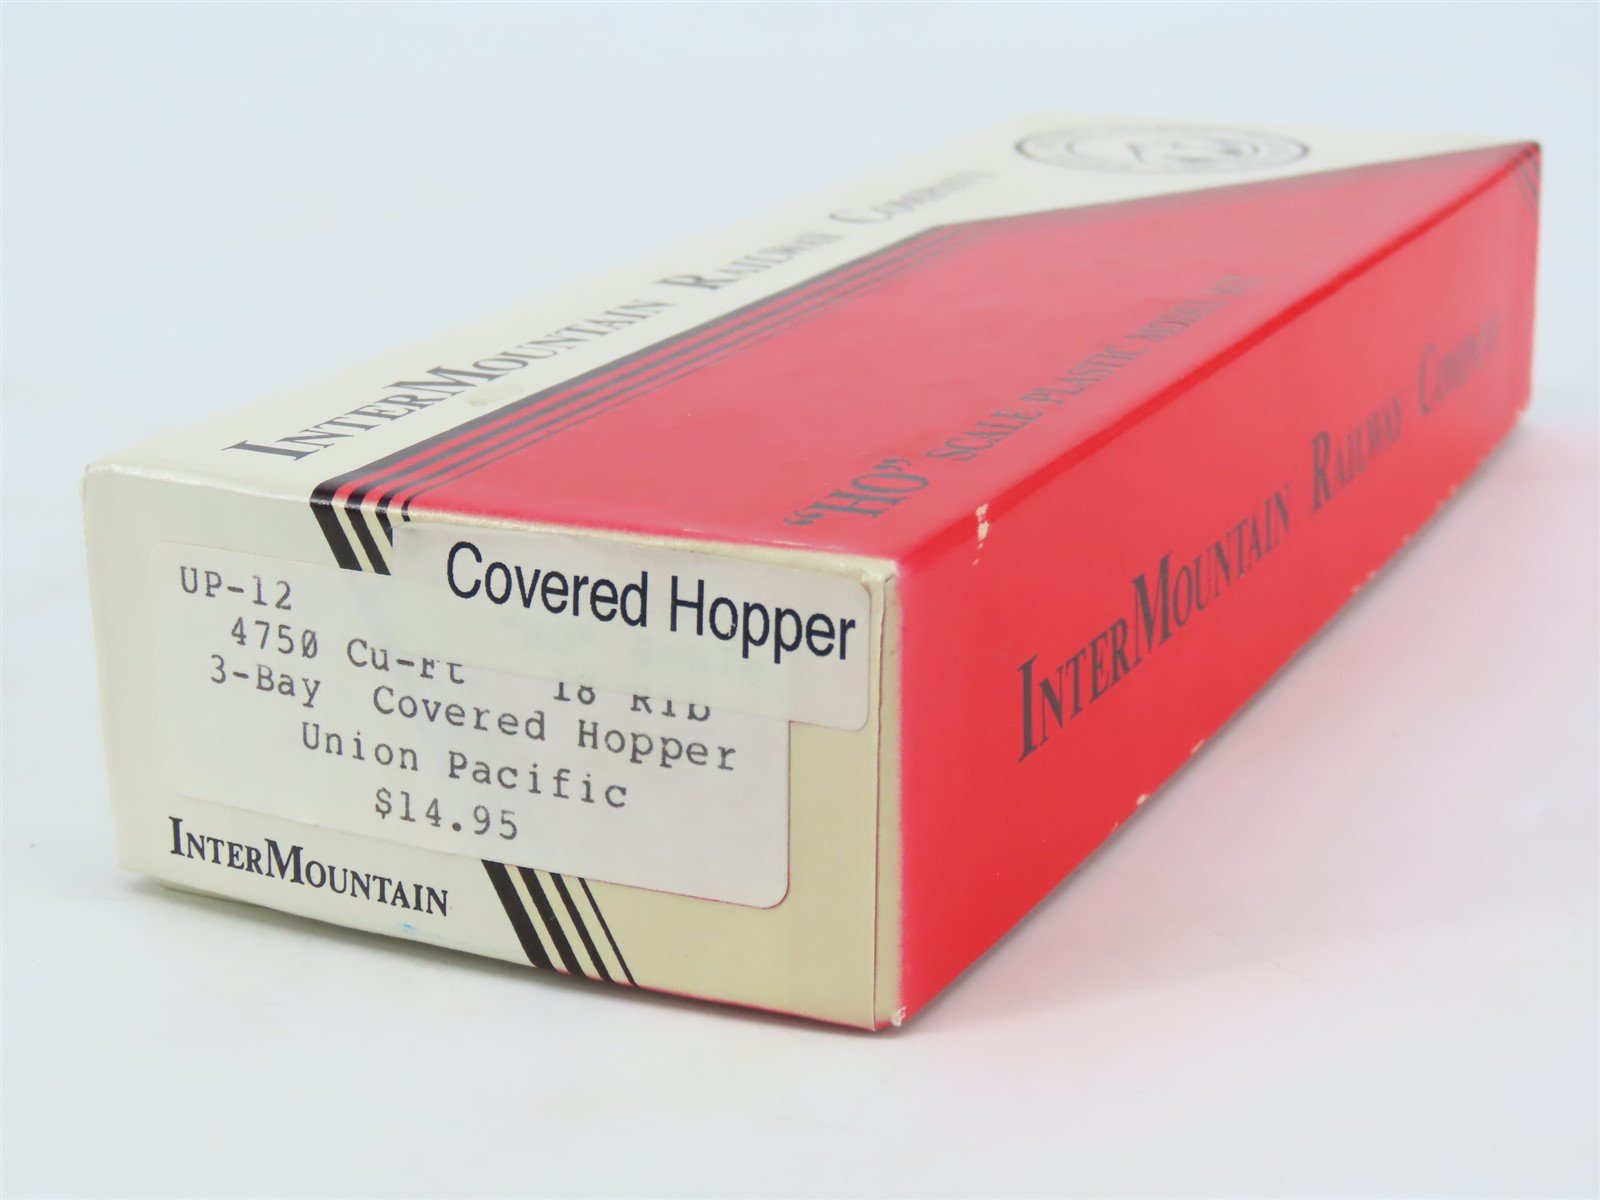 InterMountain Railway Company
"HO" SCALE PLASTIC MODEL KIT
InterMountain Railway Company
Covered Hopper
UP-12
4750 Cu-Ft 18 Rib
3-Bay Covered Hopper
Union Pacific
$14.95
InterMountain